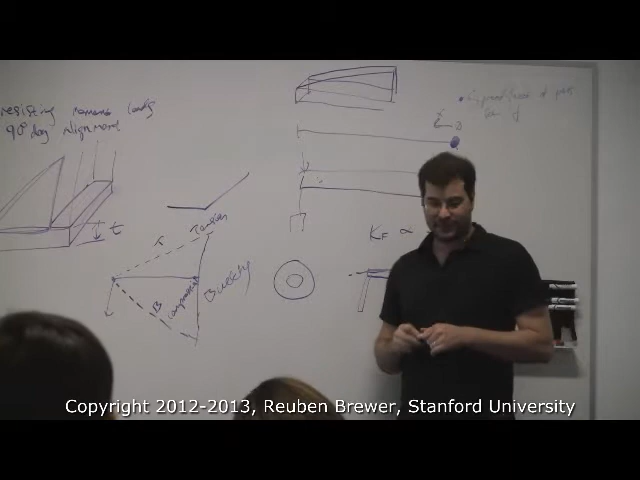 resisting moment loads
90° deg alignment
t
T
Tension
B
compression
Buckling
K_F ∝
Copyright 2012-2013, Reuben Brewer, Stanford University